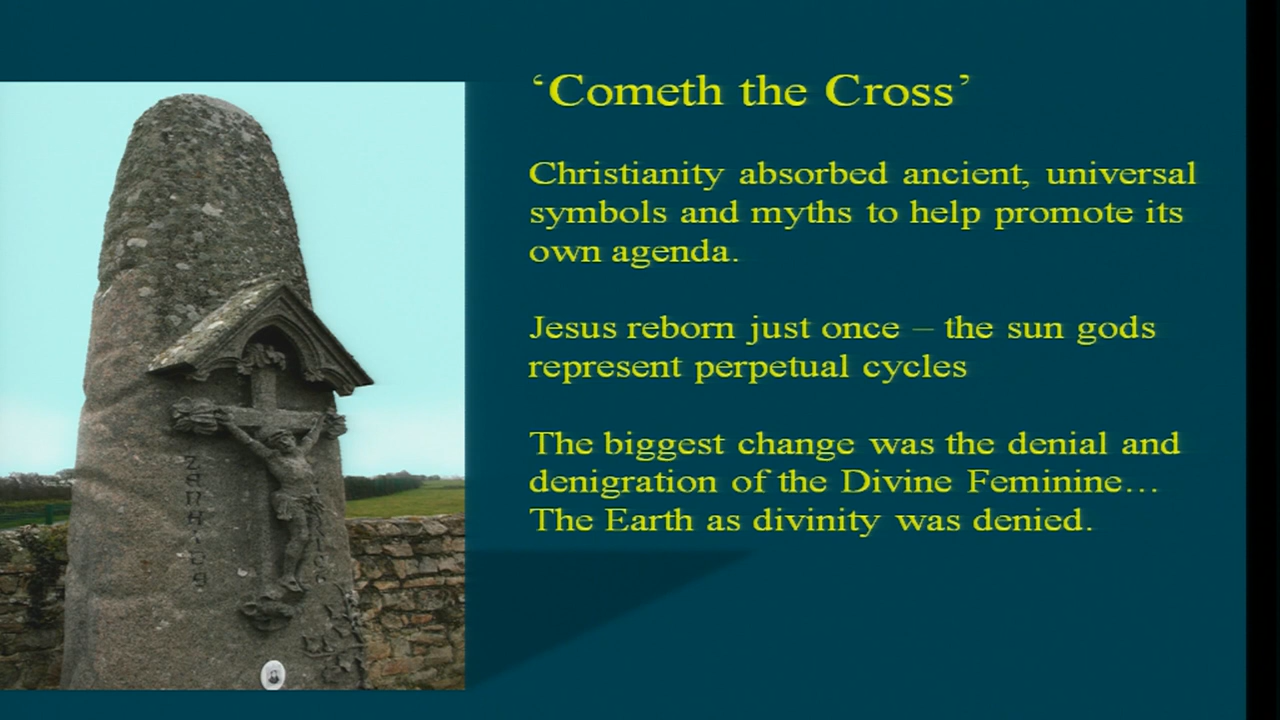 ‘Cometh the Cross’
Christianity absorbed ancient, universal
symbols and myths to help promote its
own agenda.
Jesus reborn just once – the sun gods
represent perpetual cycles
The biggest change was the denial and
denigration of the Divine Feminine…
The Earth as divinity was denied.